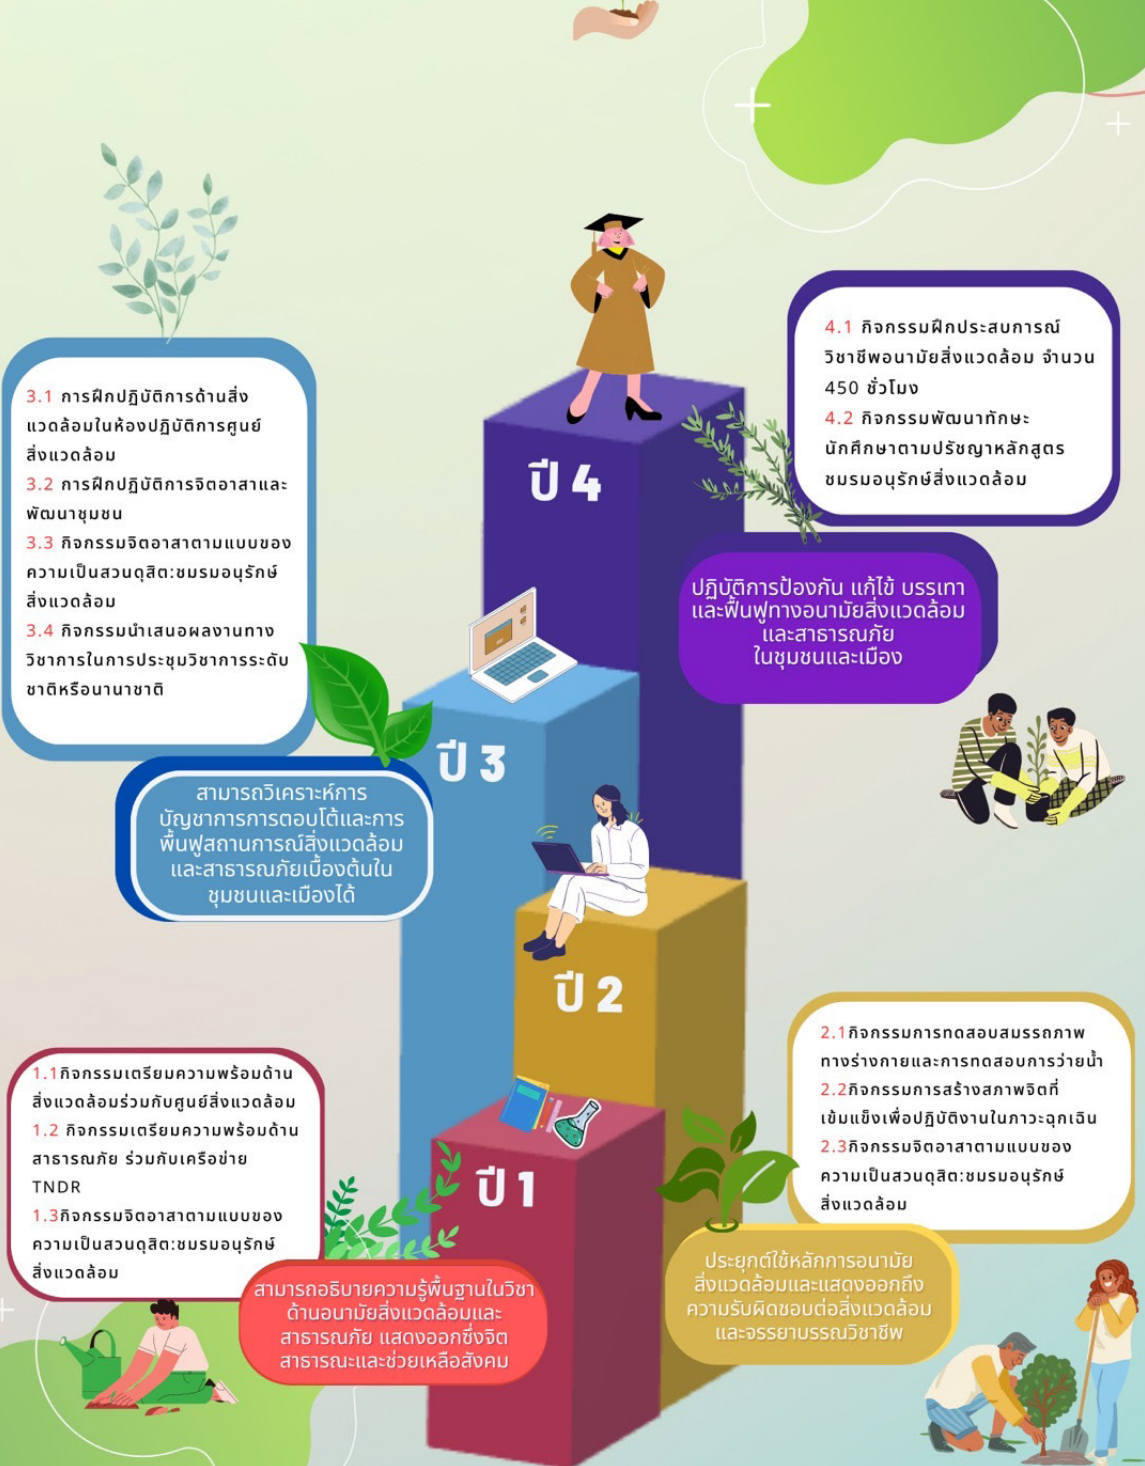 4.1 กิจกรรมฝึกประสบการณ์
วิชาชีพอนามัยสิ่งแวดล้อม จำนวน
450 ชั่วโมง
4.2 กิจกรรมพัฒนาทักษะ
นักศึกษาตามปรัชญาหลักสูตร
ชมรมอนุรักษ์สิ่งแวดล้อม
ปี 4
ปฏิบัติการป้องกัน แก้ไข้ บรรเทา
และฟื้นฟูทางอนามัยสิ่งแวดล้อม
และสาธารณภัย
ในชุมชนและเมือง
3.1 การฝึกปฏิบัติการด้านสิ่ง
แวดล้อมในห้องปฏิบัติการศูนย์
สิ่งแวดล้อม
3.2 การฝึกปฏิบัติการจิตอาสาและ
พัฒนาชุมชน
3.3 กิจกรรมจิตอาสาตามแบบของ
ความเป็นสวนดุสิต:ชมรมอนุรักษ์
สิ่งแวดล้อม
3.4 กิจกรรมนำเสนอผลงานทาง
วิชาการในการประชุมวิชาการระดับ
ชาติหรือนานาชาติ
ปี 3
สามารถวิเคราะห์การ
บัญชาการการตอบโต้และการ
พื้นฟูสถานการณ์สิ่งแวดล้อม
และสาธารณภัยเบื้องต้นใน
ชุมชนและเมืองได้
ปี 2
2.1กิจกรรมการทดสอบสมรรถภาพ
ทางร่างกายและการทดสอบการว่ายน้ำ
2.2กิจกรรมการสร้างสภาพจิตที่
เข้มแข็งเพื่อปฏิบัติงานในภาวะฉุกเฉิน
2.3กิจกรรมจิตอาสาตามแบบของ
ความเป็นสวนดุสิต:ชมรมอนุรักษ์
สิ่งแวดล้อม
ประยุกต์ใช้หลักการอนามัย
สิ่งแวดล้อมและแสดงออกถึง
ความรับผิดชอบต่อสิ่งแวดล้อม
และจรรยาบรรณวิชาชีพ
1.1กิจกรรมเตรียมความพร้อมด้าน
สิ่งแวดล้อมร่วมกับศูนย์สิ่งแวดล้อม
1.2 กิจกรรมเตรียมความพร้อมด้าน
สาธารณภัย ร่วมกับเครือข่าย
TNDR
1.3กิจกรรมจิตอาสาตามแบบของ
ความเป็นสวนดุสิต:ชมรมอนุรักษ์
สิ่งแวดล้อม
ปี 1
สามารถอธิบายความรู้พื้นฐานในวิชา
ด้านอนามัยสิ่งแวดล้อมและ
สาธารณภัย แสดงออกซึ่งจิต
สาธารณะและช่วยเหลือสังคม